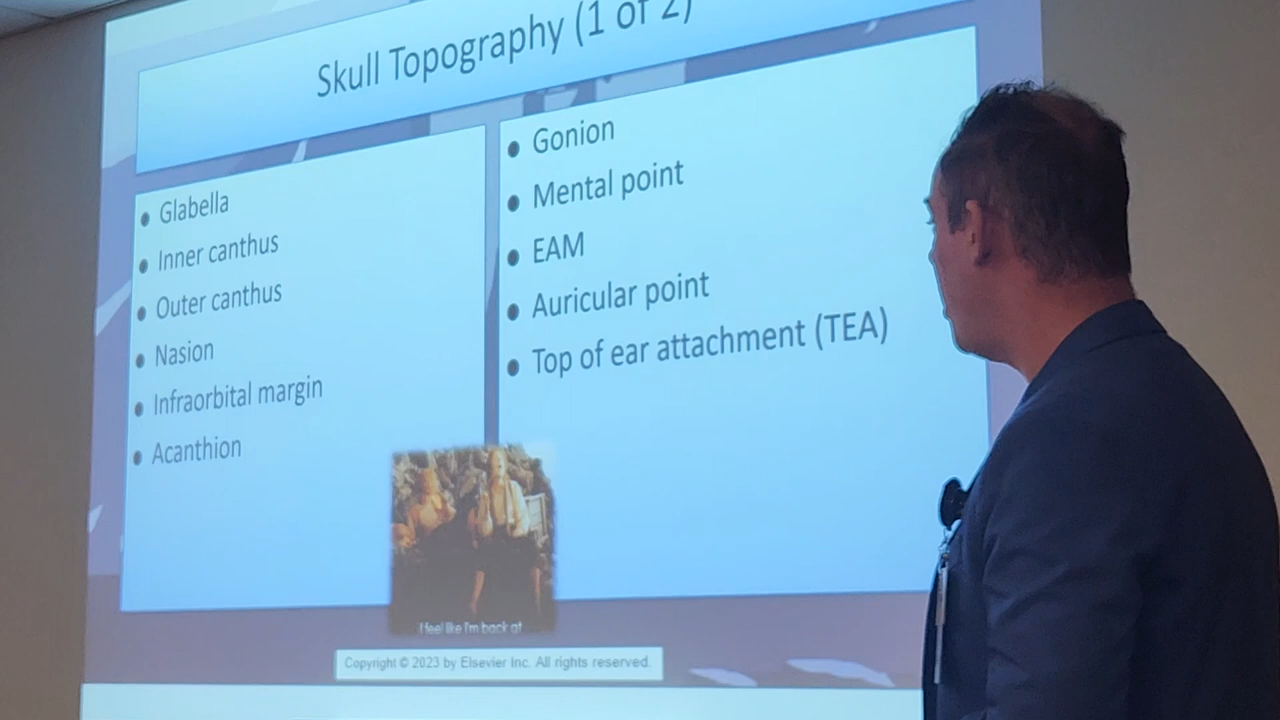 Skull Topography (1 of 2)
Glabella
Inner canthus
Outer canthus
Nasion
Infraorbital margin
Acanthion
Gonion
Mental point
EAM
Auricular point
Top of ear attachment (TEA)
I feel like I'm back at
Copyright © 2023 by Elsevier Inc. All rights reserved.